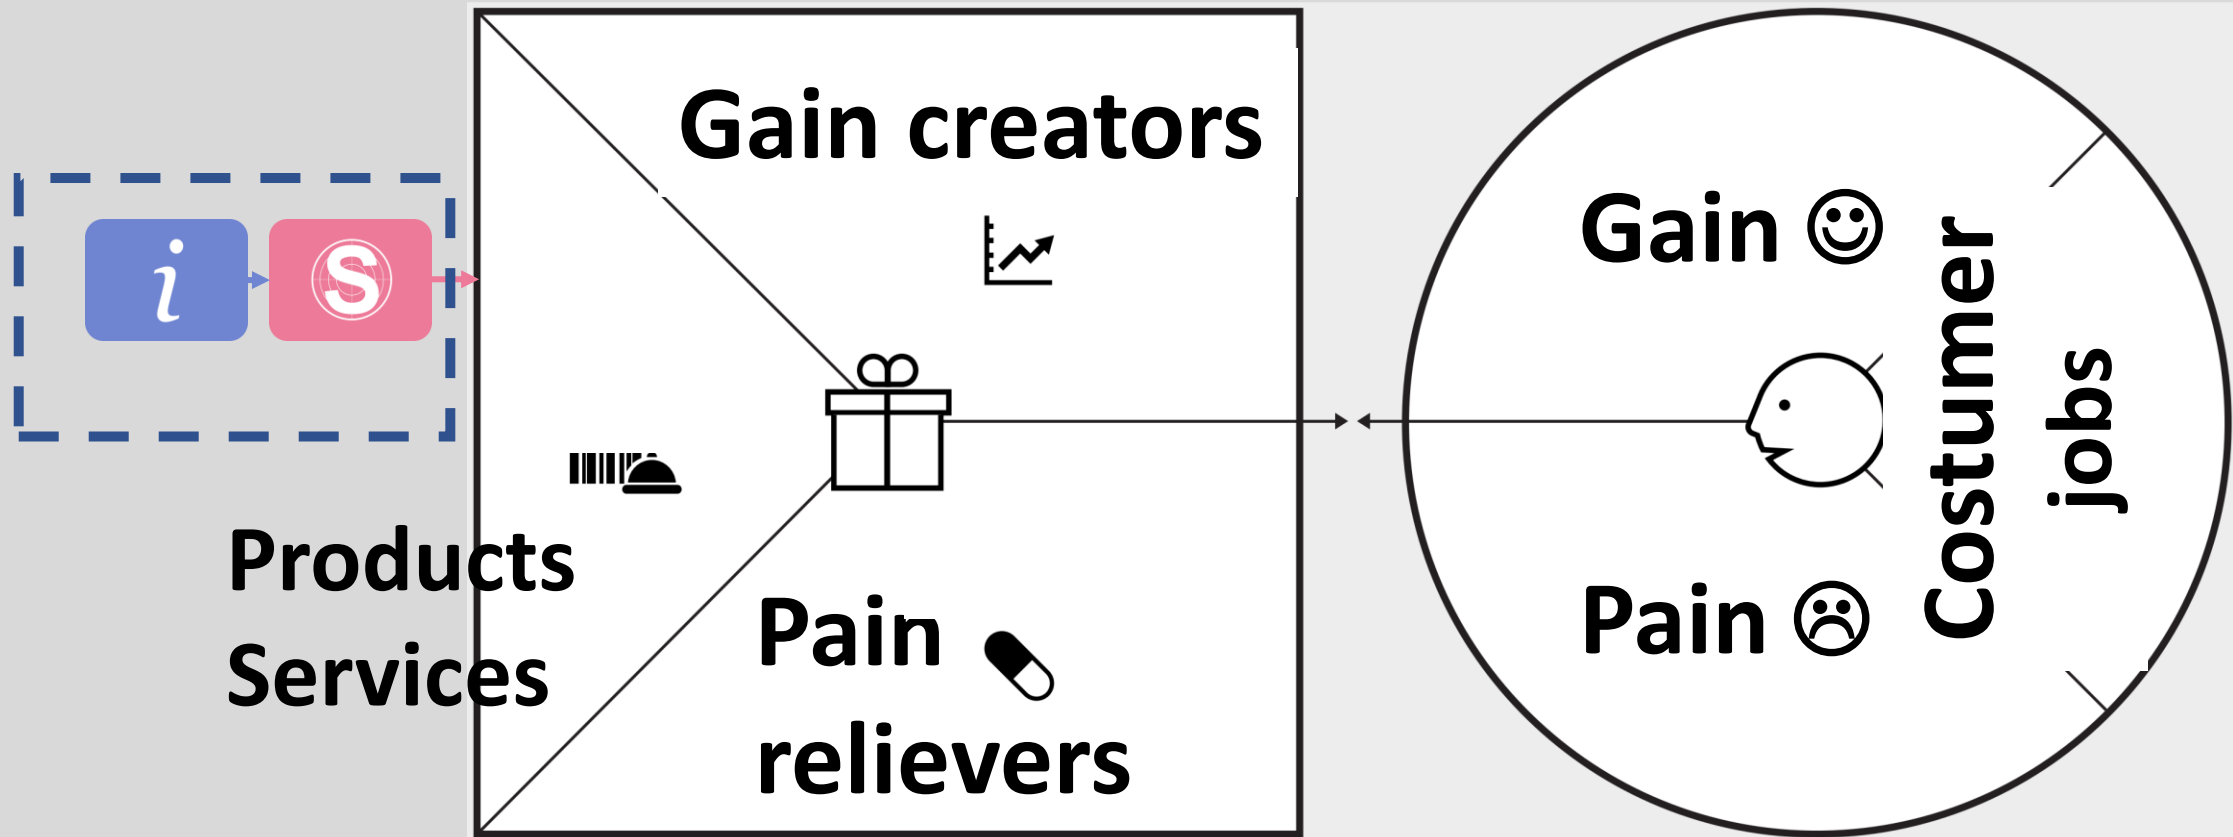 Gain creators
i
S
Products
Services
Pain
relievers
Gain
Pain
Costumer
jobs